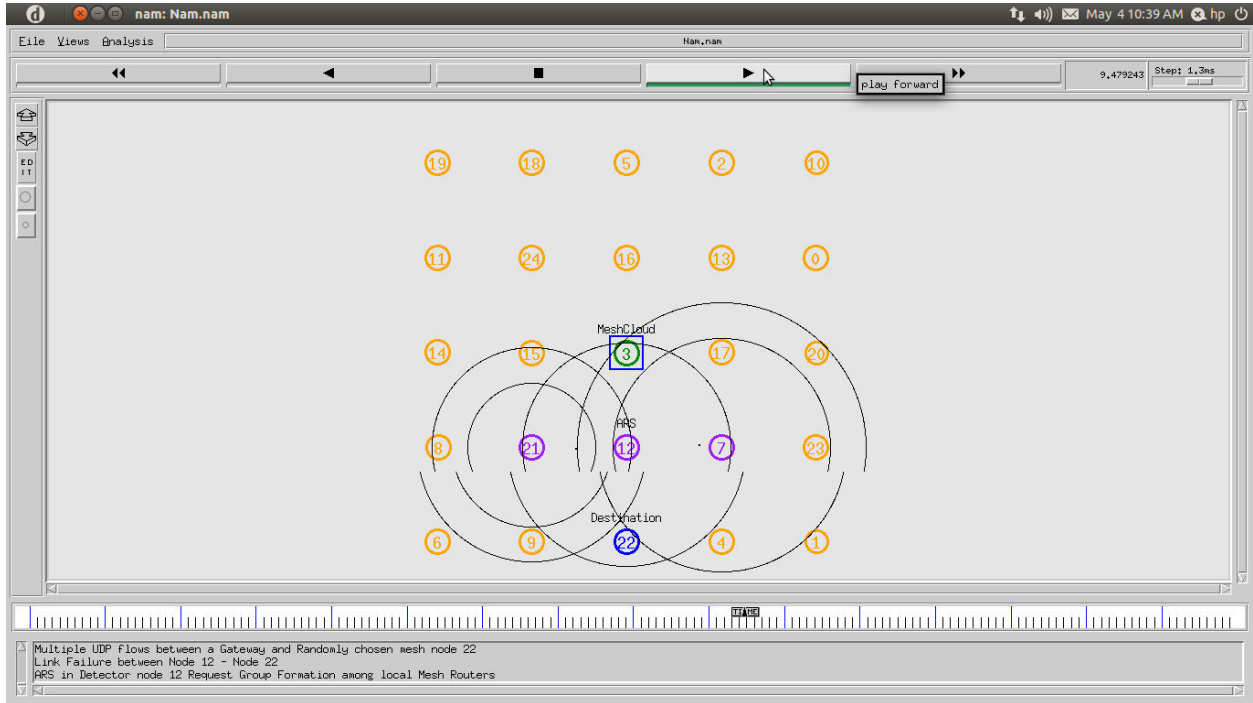 nam: Nam.nam
May 4 10:39 AM hp
File Views Analysis
Nam.nam
play forward
9.479243
Step: 1.3ms
ED
IT
19 18 5 2 10
11 24 16 13 0
MeshCloud
14 15 3 17 20
ARS
8 21 12 7 23
Destination
6 9 22 4 1
TIME
Multiple UDP flows between a Gateway and Randomly chosen mesh node 22
Link Failure between Node 12 - Node 22
ARS in Detector node 12 Request Group Formation among local Mesh Routers